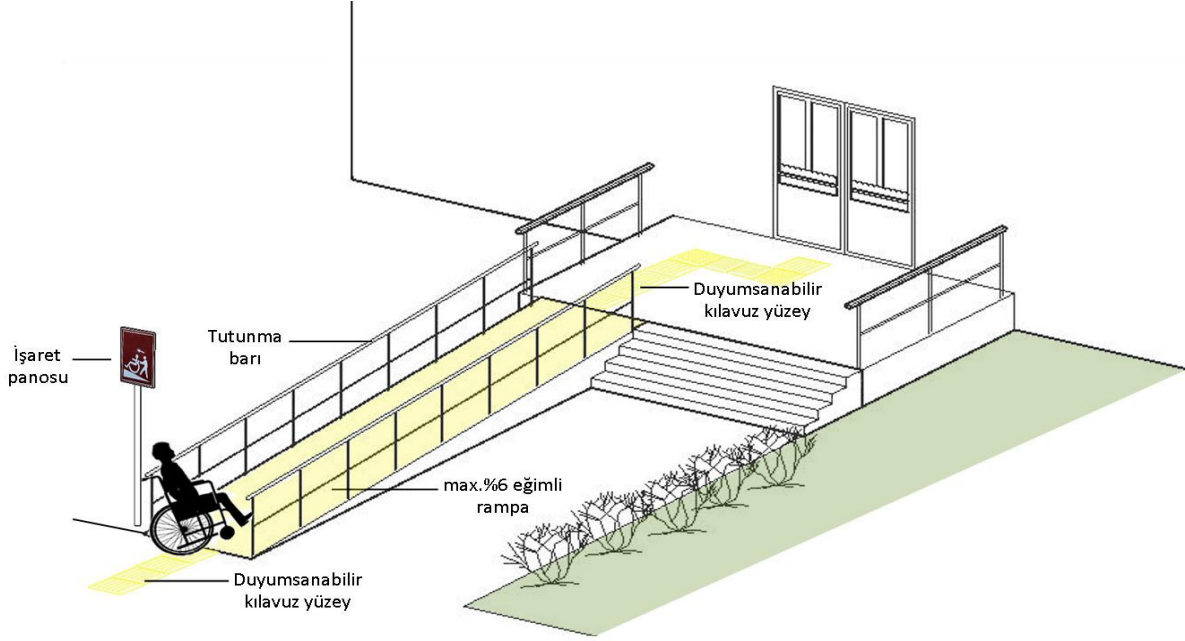 Duyumsanabilir
kılavuz yüzey
Tutunma
barı
İşaret
panosu
max.%6 eğimli
rampa
Duyumsanabilir
kılavuz yüzey